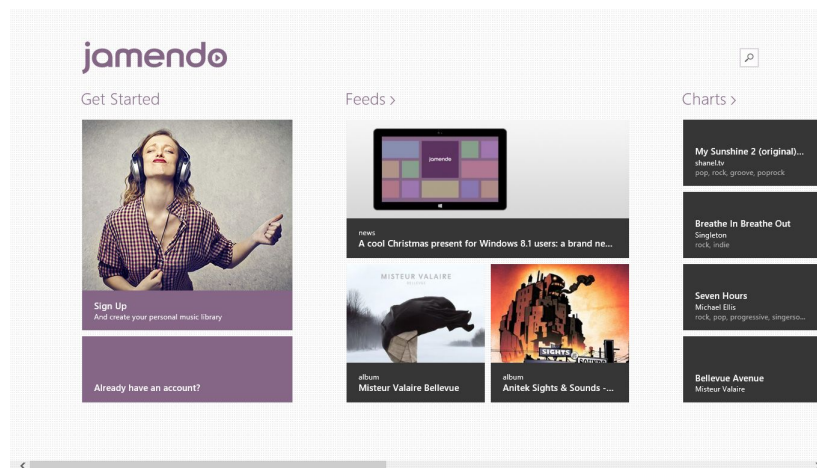 jamendo
Get Started
Sign Up
And create your personal music library
Already have an account?
Feeds >
jamendo
news
A cool Christmas present for Windows 8.1 users: a brand ne...
MISTEUR VALAIRE
BELLEVUE
album
Misteur Valaire Bellevue
SIGHTS
SOUNDS
album
Anitek Sights & Sounds -...
Charts >
My Sunshine 2 (original)...
shanel.tv
pop, rock, groove, poprock
Breathe In Breathe Out
Singleton
rock, indie
Seven Hours
Michael Ellis
rock, pop, progressive, singerso...
Bellevue Avenue
Misteur Valaire